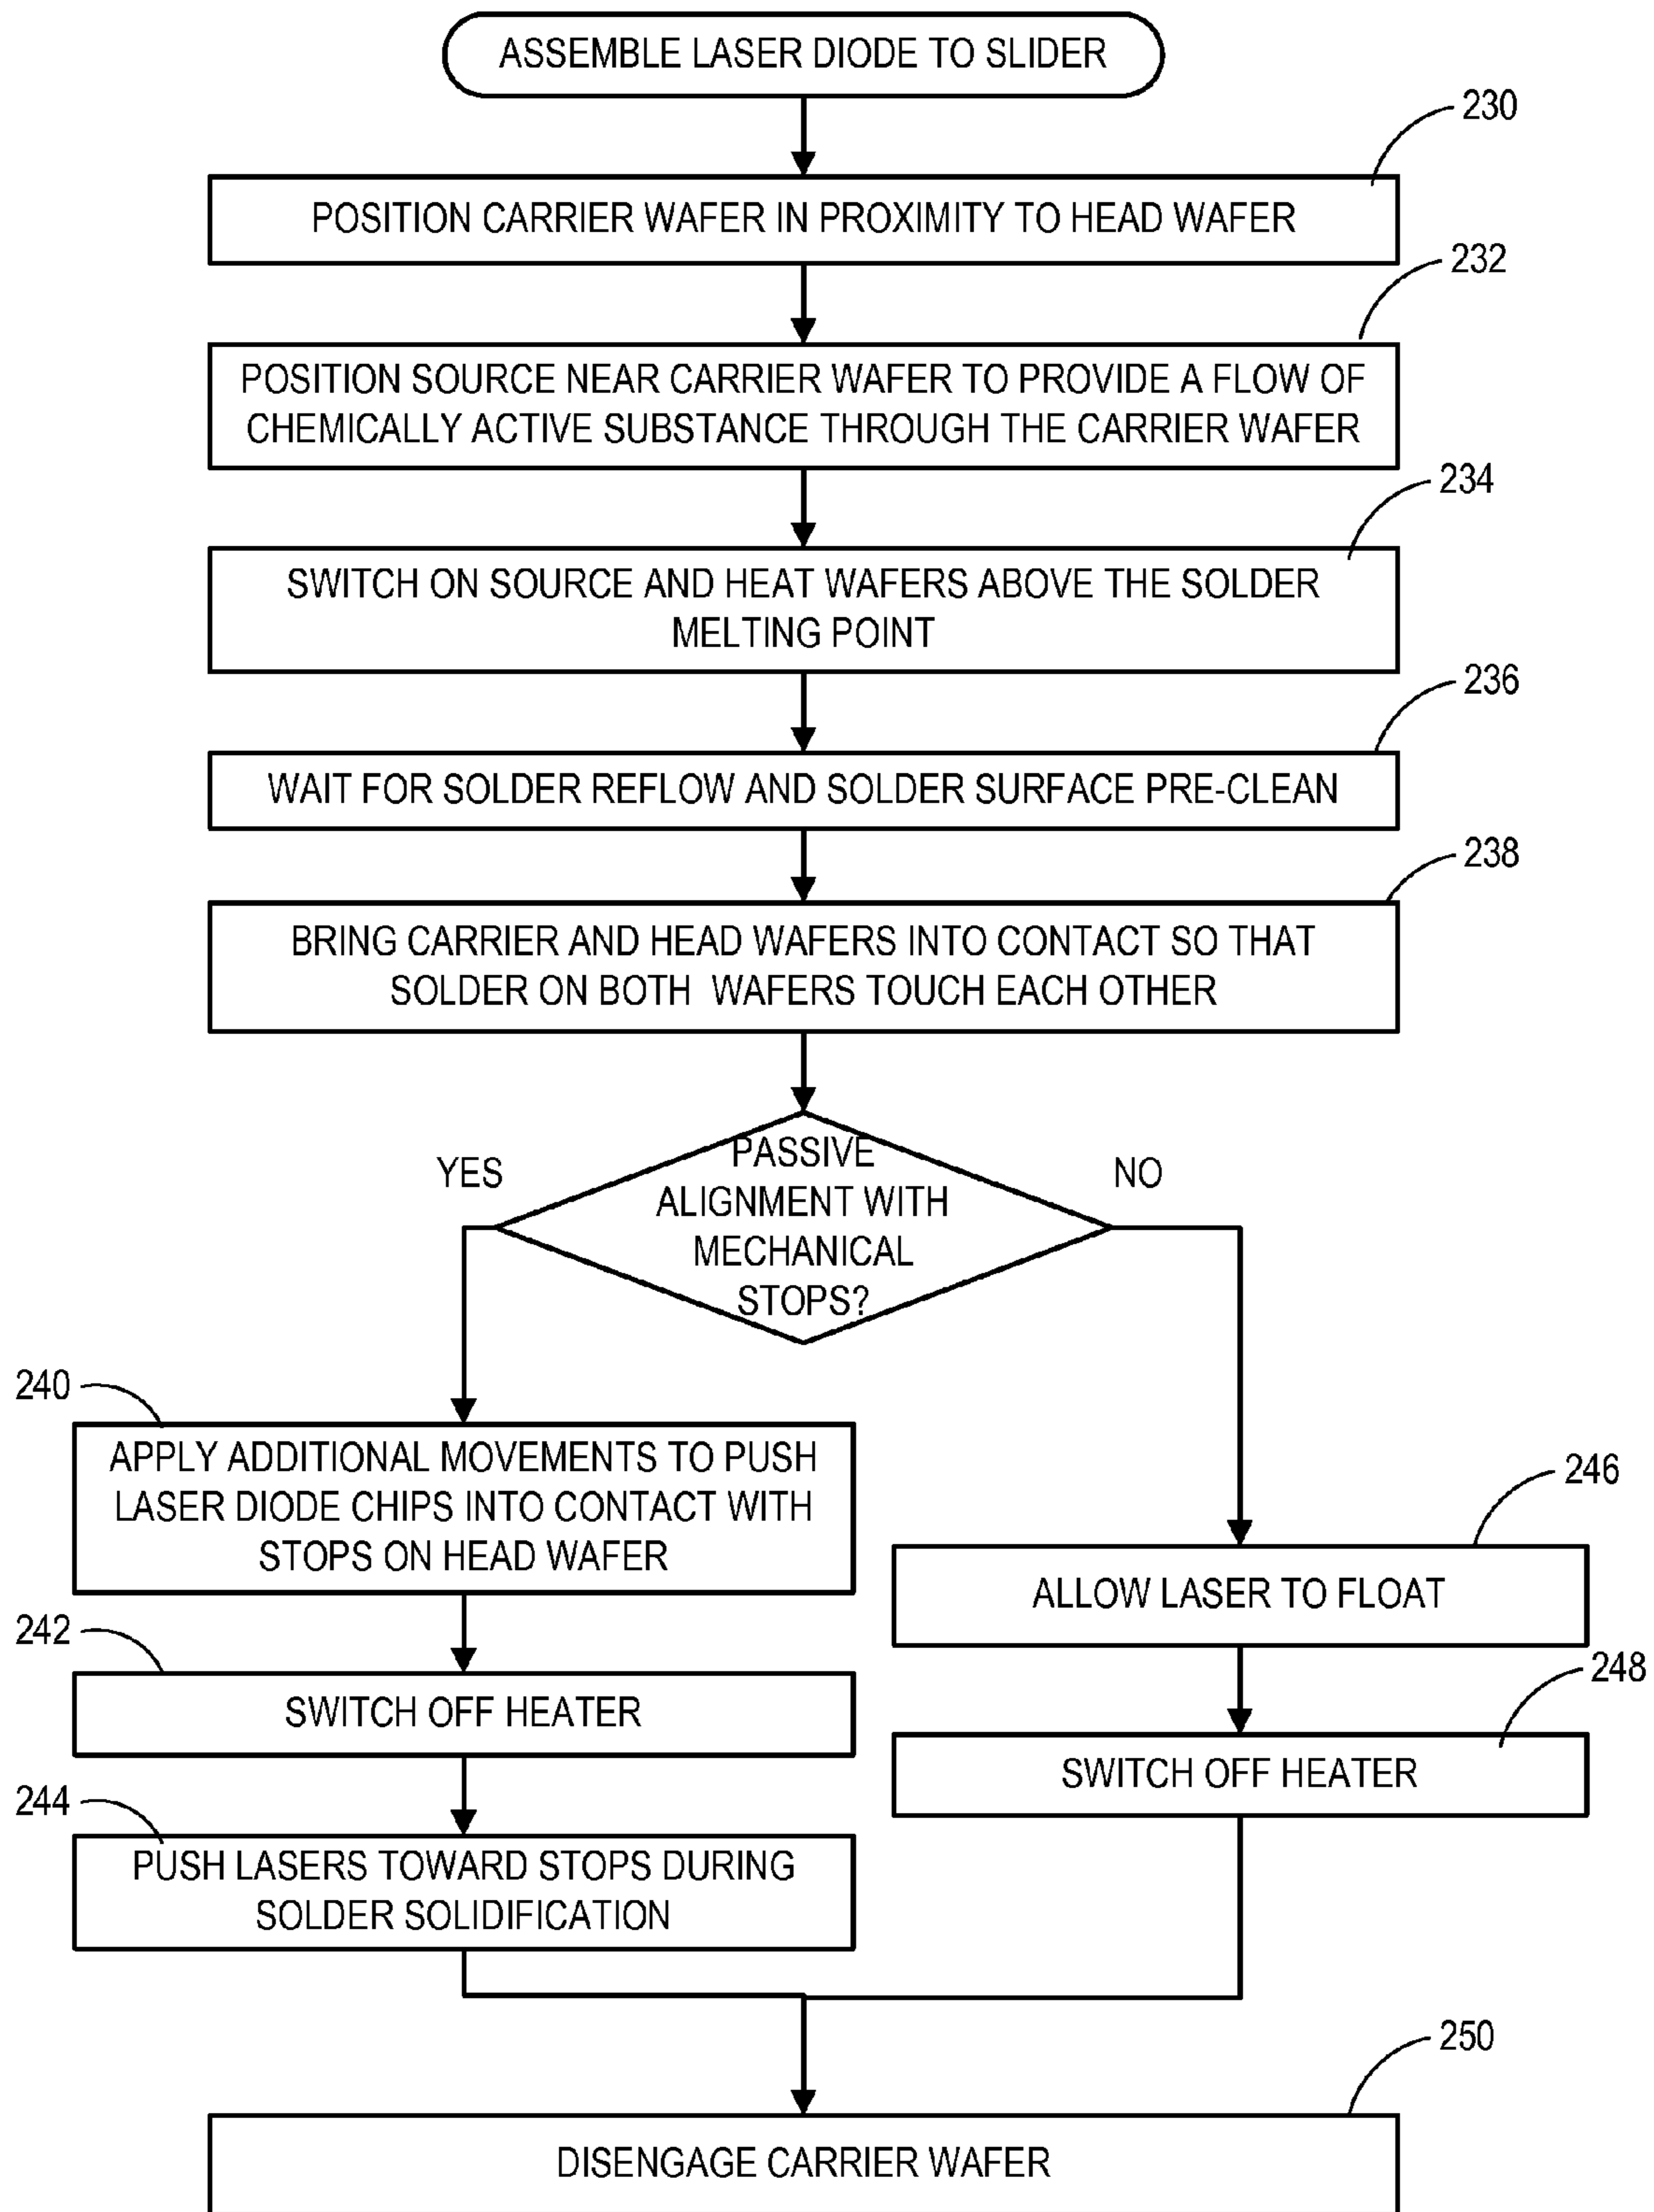 ASSEMBLE LASER DIODE TO SLIDER
230
POSITION CARRIER WAFER IN PROXIMITY TO HEAD WAFER
232
POSITION SOURCE NEAR CARRIER WAFER TO PROVIDE A FLOW OF
CHEMICALLY ACTIVE SUBSTANCE THROUGH THE CARRIER WAFER
234
SWITCH ON SOURCE AND HEAT WAFERS ABOVE THE SOLDER
MELTING POINT
236
WAIT FOR SOLDER REFLOW AND SOLDER SURFACE PRE-CLEAN
238
BRING CARRIER AND HEAD WAFERS INTO CONTACT SO THAT
SOLDER ON BOTH WAFERS TOUCH EACH OTHER
PASSIVE
ALIGNMENT WITH
MECHANICAL
STOPS?
YES
NO
240
APPLY ADDITIONAL MOVEMENTS TO PUSH
LASER DIODE CHIPS INTO CONTACT WITH
STOPS ON HEAD WAFER
242
SWITCH OFF HEATER
244
PUSH LASERS TOWARD STOPS DURING
SOLDER SOLIDIFICATION
246
ALLOW LASER TO FLOAT
248
SWITCH OFF HEATER
250
DISENGAGE CARRIER WAFER